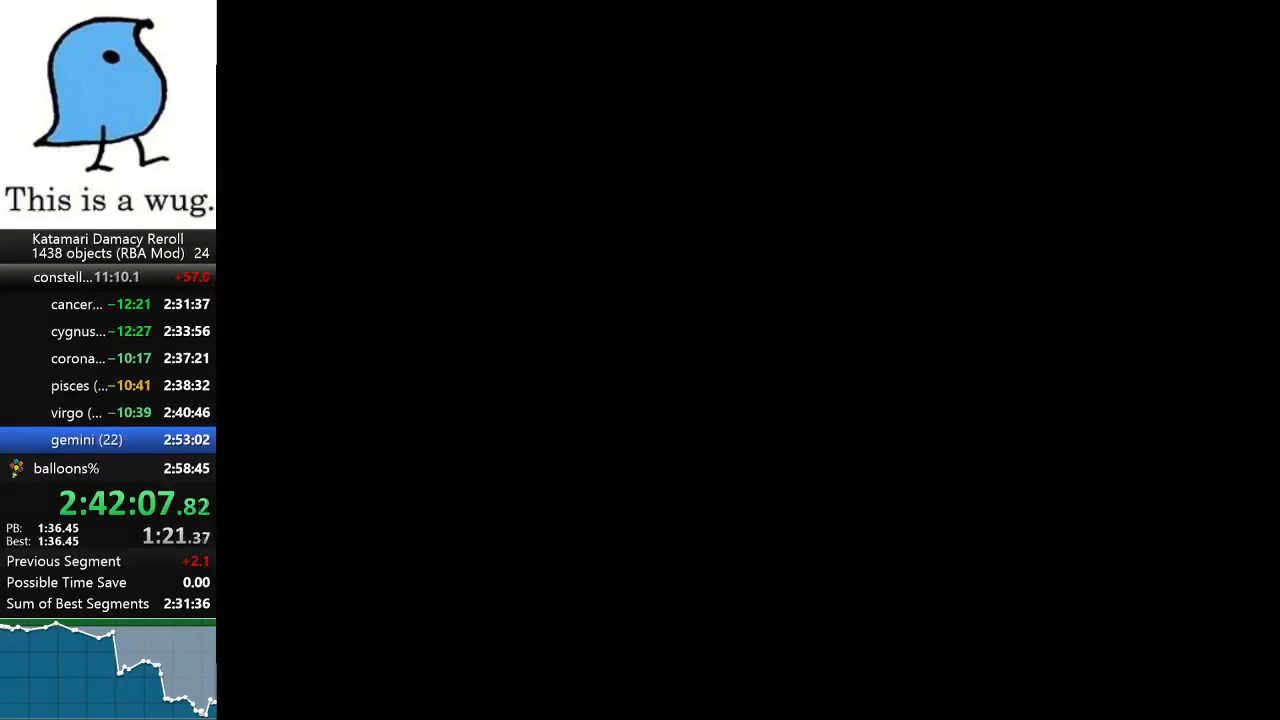 This is a wug.
Katamari Damacy Reroll
1438 objects (RBA Mod) 24
constell... 11:10.1 +57.0
cancer... −12:21 2:31:37
cygnus... −12:27 2:33:56
corona... −10:17 2:37:21
pisces (... −10:41 2:38:32
virgo (... −10:39 2:40:46
gemini (22) 2:53:02
balloons% 2:58:45
2:42:07.82
PB: 1:36.45
Best: 1:36.45
1:21.37
Previous Segment +2.1
Possible Time Save 0.00
Sum of Best Segments 2:31:36